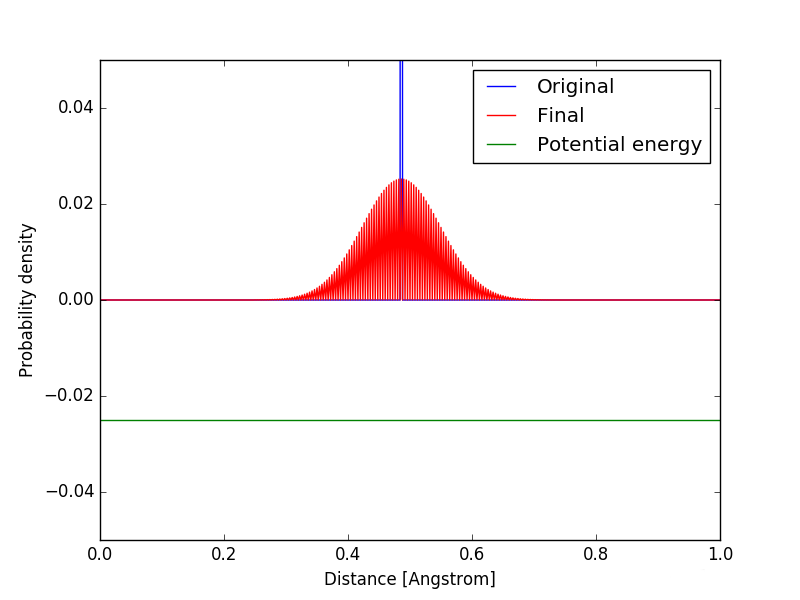 Original
Final
Potential energy
0.04
0.02
0.00
−0.02
−0.04
Probability density
0.0 0.2 0.4 0.6 0.8 1.0
Distance [Angstrom]